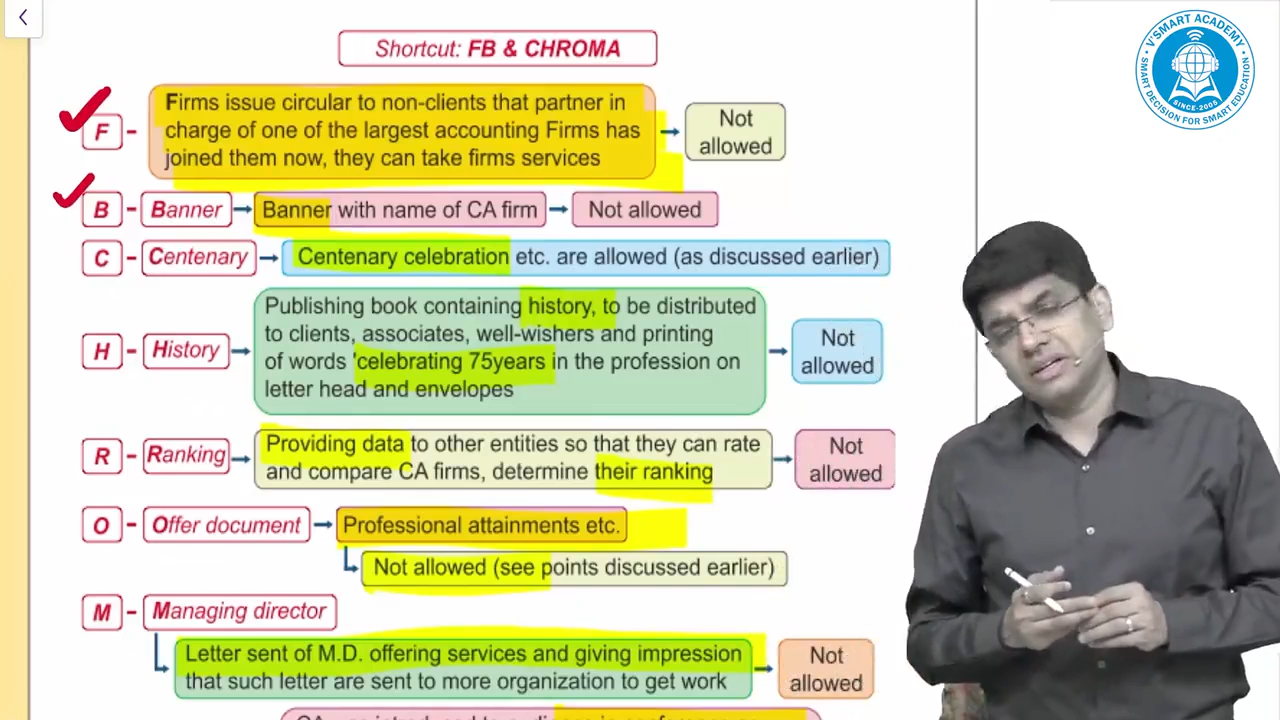 Shortcut: FB & CHROMA
F - Firms issue circular to non-clients that partner in
charge of one of the largest accounting Firms has
joined them now, they can take firms services
Not
allowed
B - Banner Banner with name of CA firm Not allowed
C - Centenary Centenary celebration etc. are allowed (as discussed earlier)
H - History
Publishing book containing history, to be distributed
to clients, associates, well-wishers and printing
of words 'celebrating 75years in the profession on
letter head and envelopes
Not
allowed
R - Ranking
Providing data to other entities so that they can rate
and compare CA firms, determine their ranking
Not
allowed
O - Offer document Professional attainments etc.
Not allowed (see points discussed earlier)
M - Managing director
Letter sent of M.D. offering services and giving impression
that such letter are sent to more organization to get work
Not
allowed
V'SMART ACADEMY
SINCE-2005
SMART DECISION FOR SMART EDUCATION